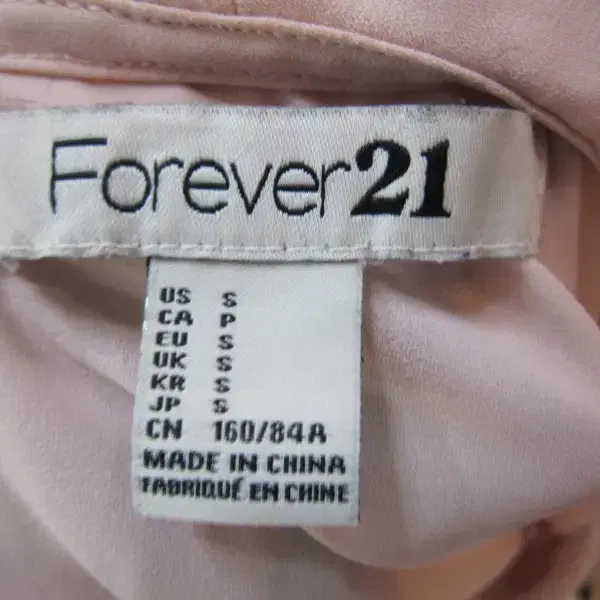 Forever21
US S
CA P
EU S
UK S
KR S
JP S
CN 160/84A
MADE IN CHINA
FABRIQUÉ EN CHINE